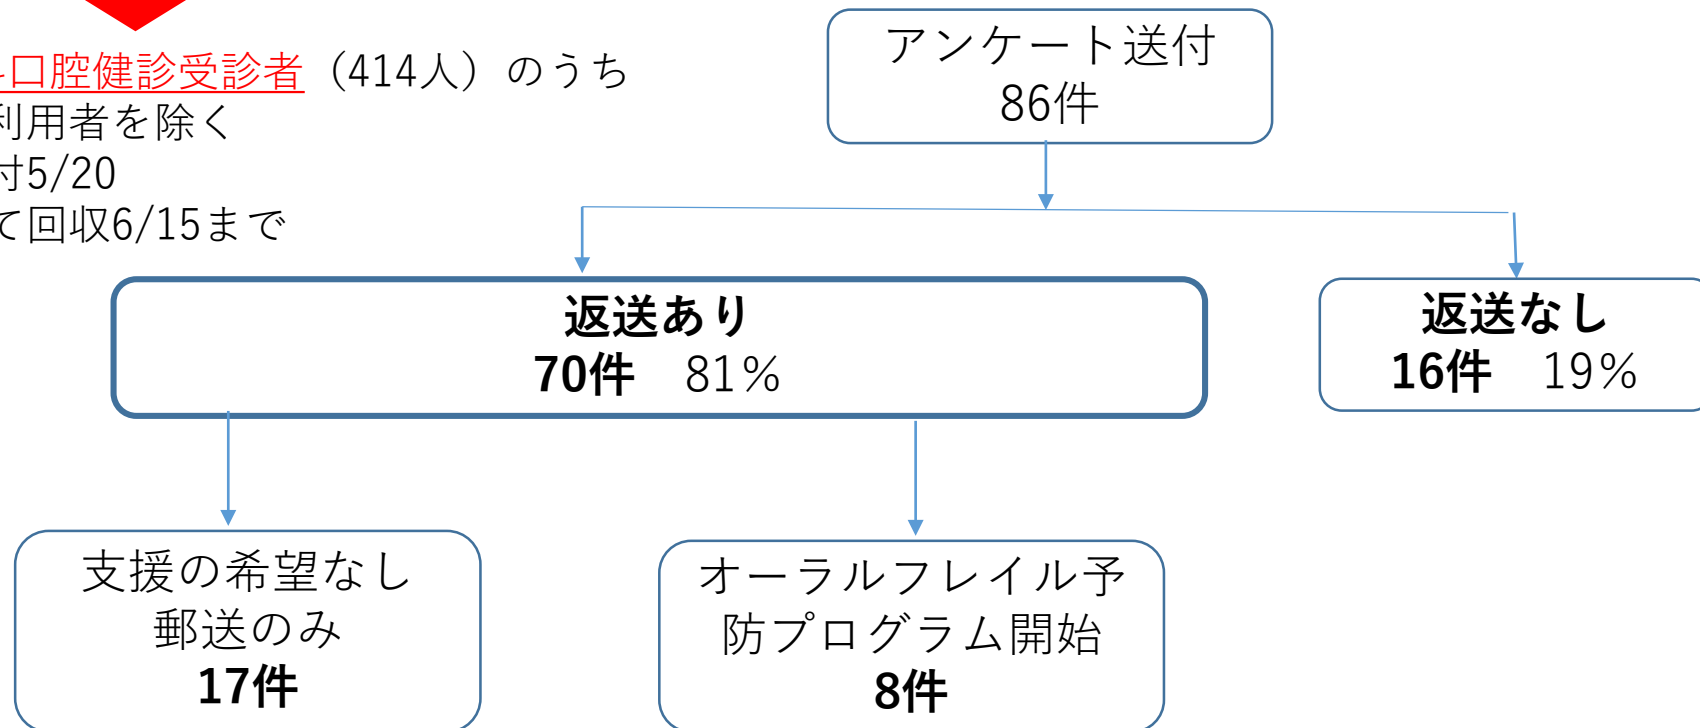 口腔健診受診者（414人）のうち
利用者を除く
付5/20
て回収6/15まで
アンケート送付
86件
返送あり
70件　81%
返送なし
16件　19%
支援の希望なし
郵送のみ
17件
オーラルフレイル予
防プログラム開始
8件